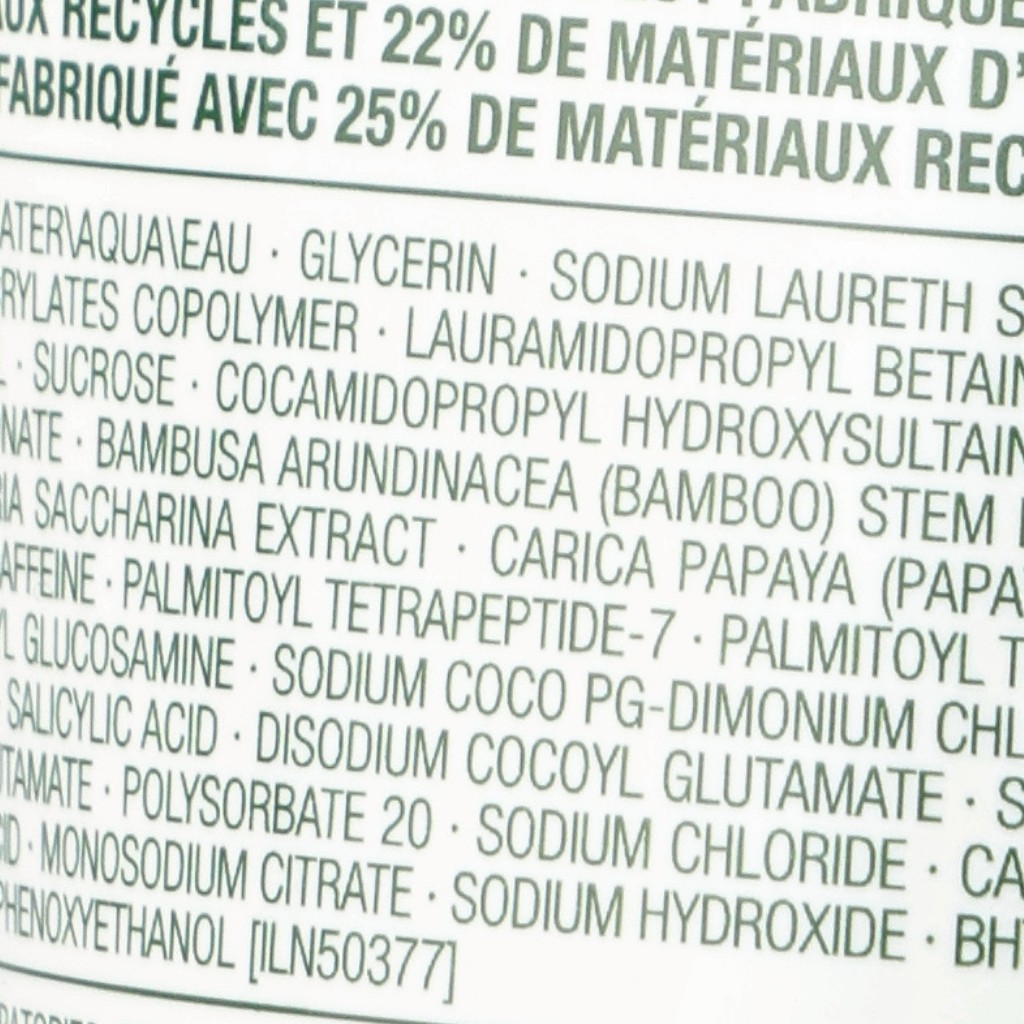 RECYCLÉS ET 22% DE MATÉRIAUX D'
FABRIQUÉ AVEC 25% DE MATÉRIAUX REC
ATER\AQUA\EAU · GLYCERIN · SODIUM LAURETH S
RYLATES COPOLYMER · LAURAMIDOPROPYL BETAIN
· SUCROSE · COCAMIDOPROPYL HYDROXYSULTAIN
NATE · BAMBUSA ARUNDINACEA (BAMBOO) STEM
IA SACCHARINA EXTRACT · CARICA PAPAYA (PAPA
AFFEINE · PALMITOYL TETRAPEPTIDE-7 · PALMITOYL T
L GLUCOSAMINE · SODIUM COCO PG-DIMONIUM CHL
SALICYLIC ACID · DISODIUM COCOYL GLUTAMATE · S
TAMATE · POLYSORBATE 20 · SODIUM CHLORIDE · CA
ID · MONOSODIUM CITRATE · SODIUM HYDROXIDE · BH
PHENOXYETHANOL [ILN50377]